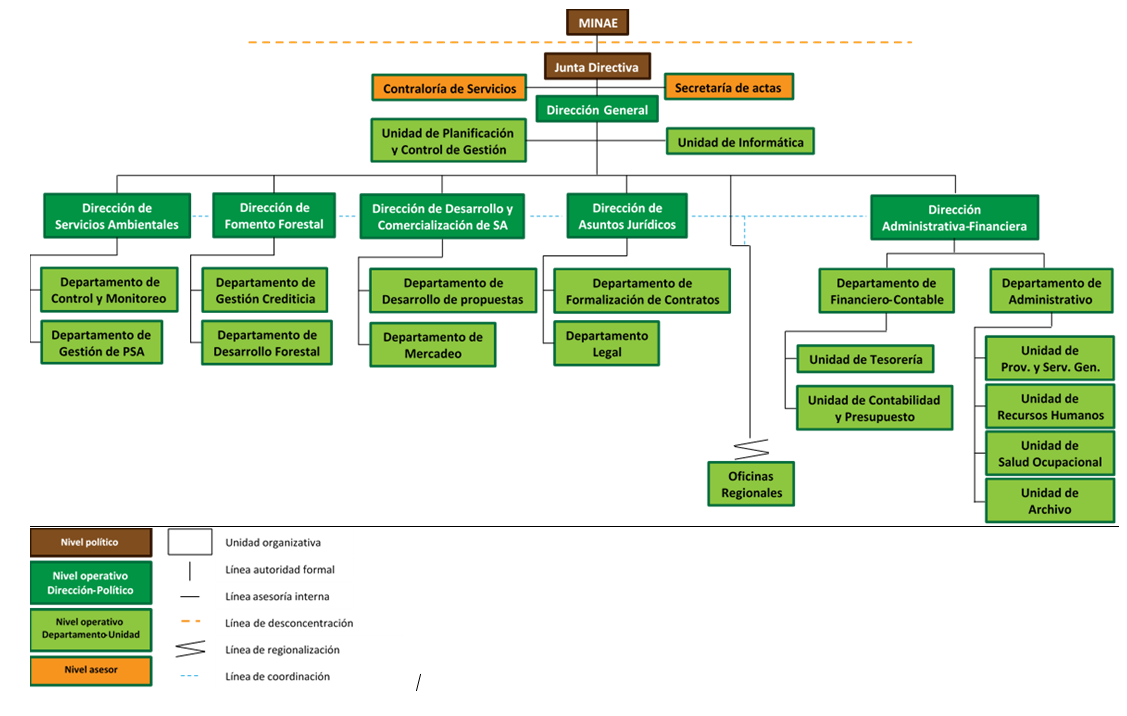 MINAE
Junta Directiva
Contraloría de Servicios
Secretaría de actas
Dirección General
Unidad de Planificación
y Control de Gestión
Unidad de Informática
Dirección de
Servicios Ambientales
Dirección de
Fomento Forestal
Dirección de Desarrollo y
Comercialización de SA
Dirección de
Asuntos Jurídicos
Dirección
Administrativa-Financiera
Departamento de
Control y Monitoreo
Departamento de
Gestión de PSA
Departamento de
Gestión Crediticia
Departamento de
Desarrollo Forestal
Departamento de
Desarrollo de propuestas
Departamento de
Mercadeo
Departamento de
Formalización de Contratos
Departamento
Legal
Oficinas
Regionales
Departamento de
Financiero-Contable
Unidad de Tesorería
Unidad de Contabilidad
y Presupuesto
Departamento de
Administrativo
Unidad de
Prov. y Serv. Gen.
Unidad de
Recursos Humanos
Unidad de
Salud Ocupacional
Unidad de
Archivo
Nivel político
Nivel operativo
Dirección-Político
Nivel operativo
Departamento-Unidad
Nivel asesor
Unidad organizativa
Línea autoridad formal
Línea asesoría interna
Línea de desconcentración
Línea de regionalización
Línea de coordinación
/